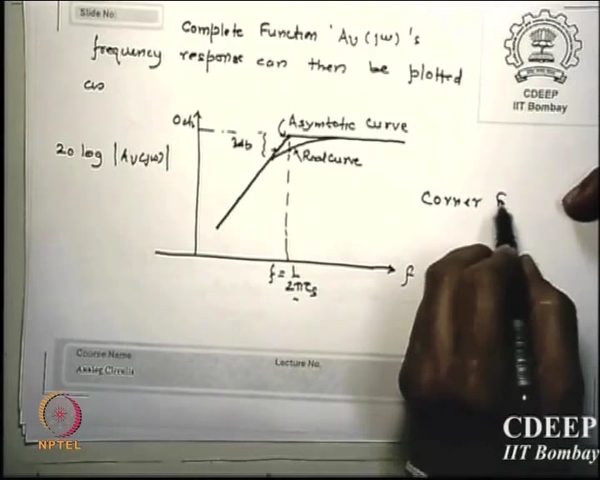 Slide No:
Complete Function Av(jω)'s
frequency response can then be plotted
as
CDEEP
IIT Bombay
0db
Asymtotic curve
3db
Real curve
20 log |Av(jω)|
Corner f
f = 1
2πτs
f
Course Name
Lecture No.
Analog Circuits
NPTEL
CDEEP
IIT Bombay